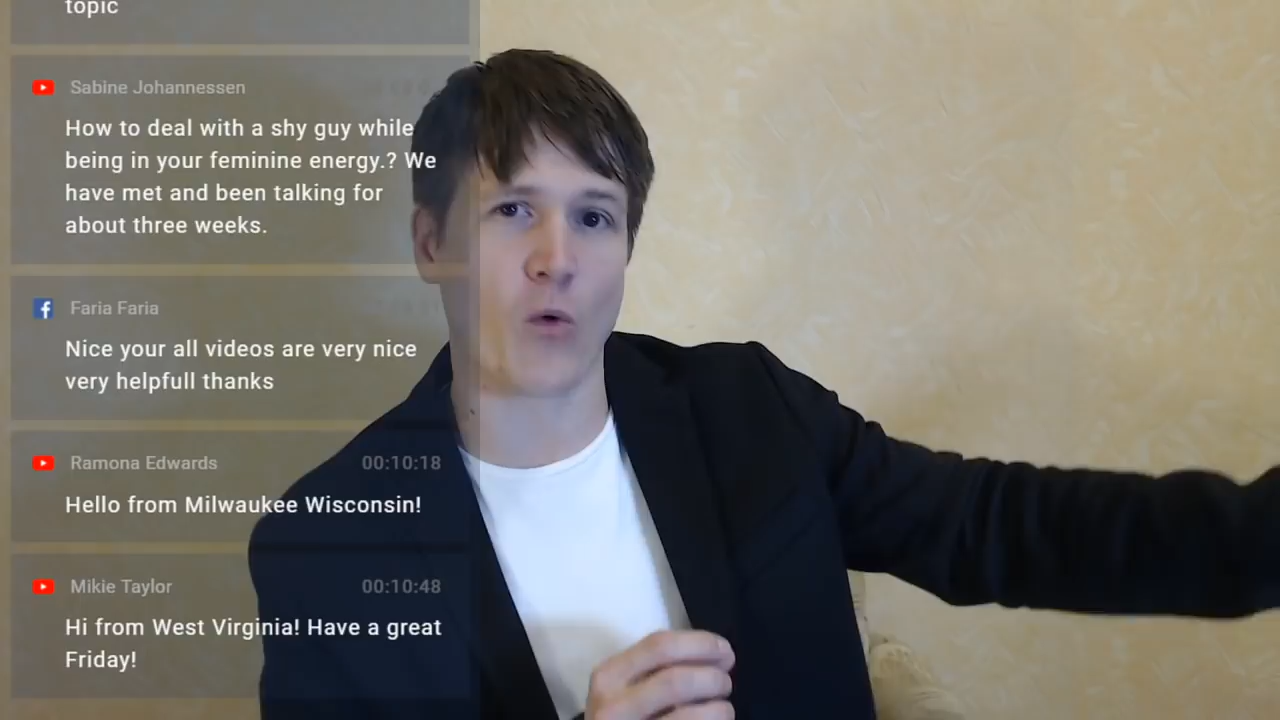 topic
Sabine Johannessen
How to deal with a shy guy while
being in your feminine energy.? We
have met and been talking for
about three weeks.
Faria Faria
Nice your all videos are very nice
very helpfull thanks
Ramona Edwards 00:10:18
Hello from Milwaukee Wisconsin!
Mikie Taylor 00:10:48
Hi from West Virginia! Have a great
Friday!